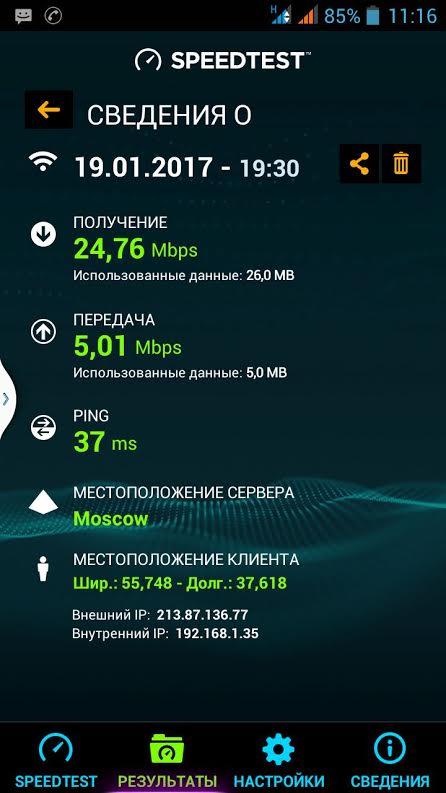 H 85% 11:16
SPEEDTEST™
СВЕДЕНИЯ О
19.01.2017 - 19:30
ПОЛУЧЕНИЕ
24,76 Mbps
Использованные данные: 26,0 MB
ПЕРЕДАЧА
5,01 Mbps
Использованные данные: 5,0 MB
PING
37 ms
МЕСТОПОЛОЖЕНИЕ СЕРВЕРА
Moscow
МЕСТОПОЛОЖЕНИЕ КЛИЕНТА
Шир.: 55,748 - Долг.: 37,618
Внешний IP: 213.87.136.77
Внутренний IP: 192.168.1.35
SPEEDTEST РЕЗУЛЬТАТЫ НАСТРОЙКИ СВЕДЕНИЯ